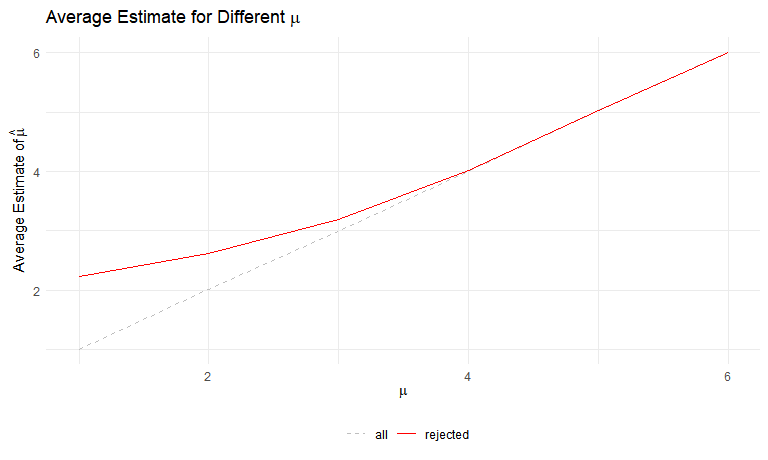 Average Estimate for Different μ
6
4
2
Average Estimate of μ̂
2
4
6
μ
all
rejected